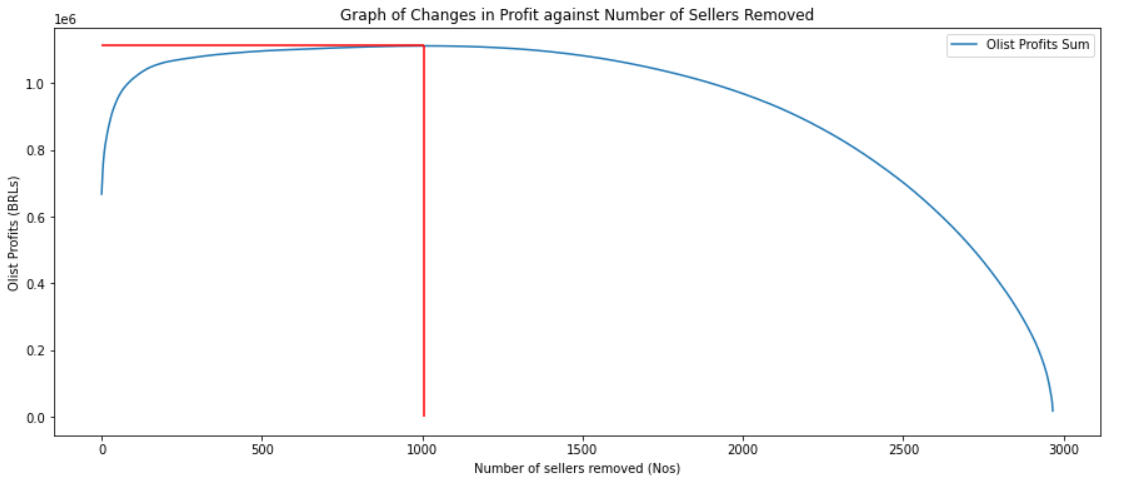 Graph of Changes in Profit against Number of Sellers Removed
1e6
Olist Profits Sum
1.0
0.8
0.6
0.4
0.2
0.0
Olist Profits (BRLs)
0 500 1000 1500 2000 2500 3000
Number of sellers removed (Nos)